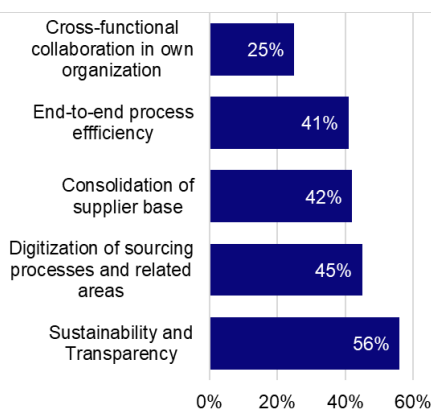 Cross-functional
collaboration in own
organization
25%
End-to-end process
effficiency
41%
Consolidation of
supplier base
42%
Digitization of sourcing
processes and related
areas
45%
Sustainability and
Transparency
56%
0% 20% 40% 60%